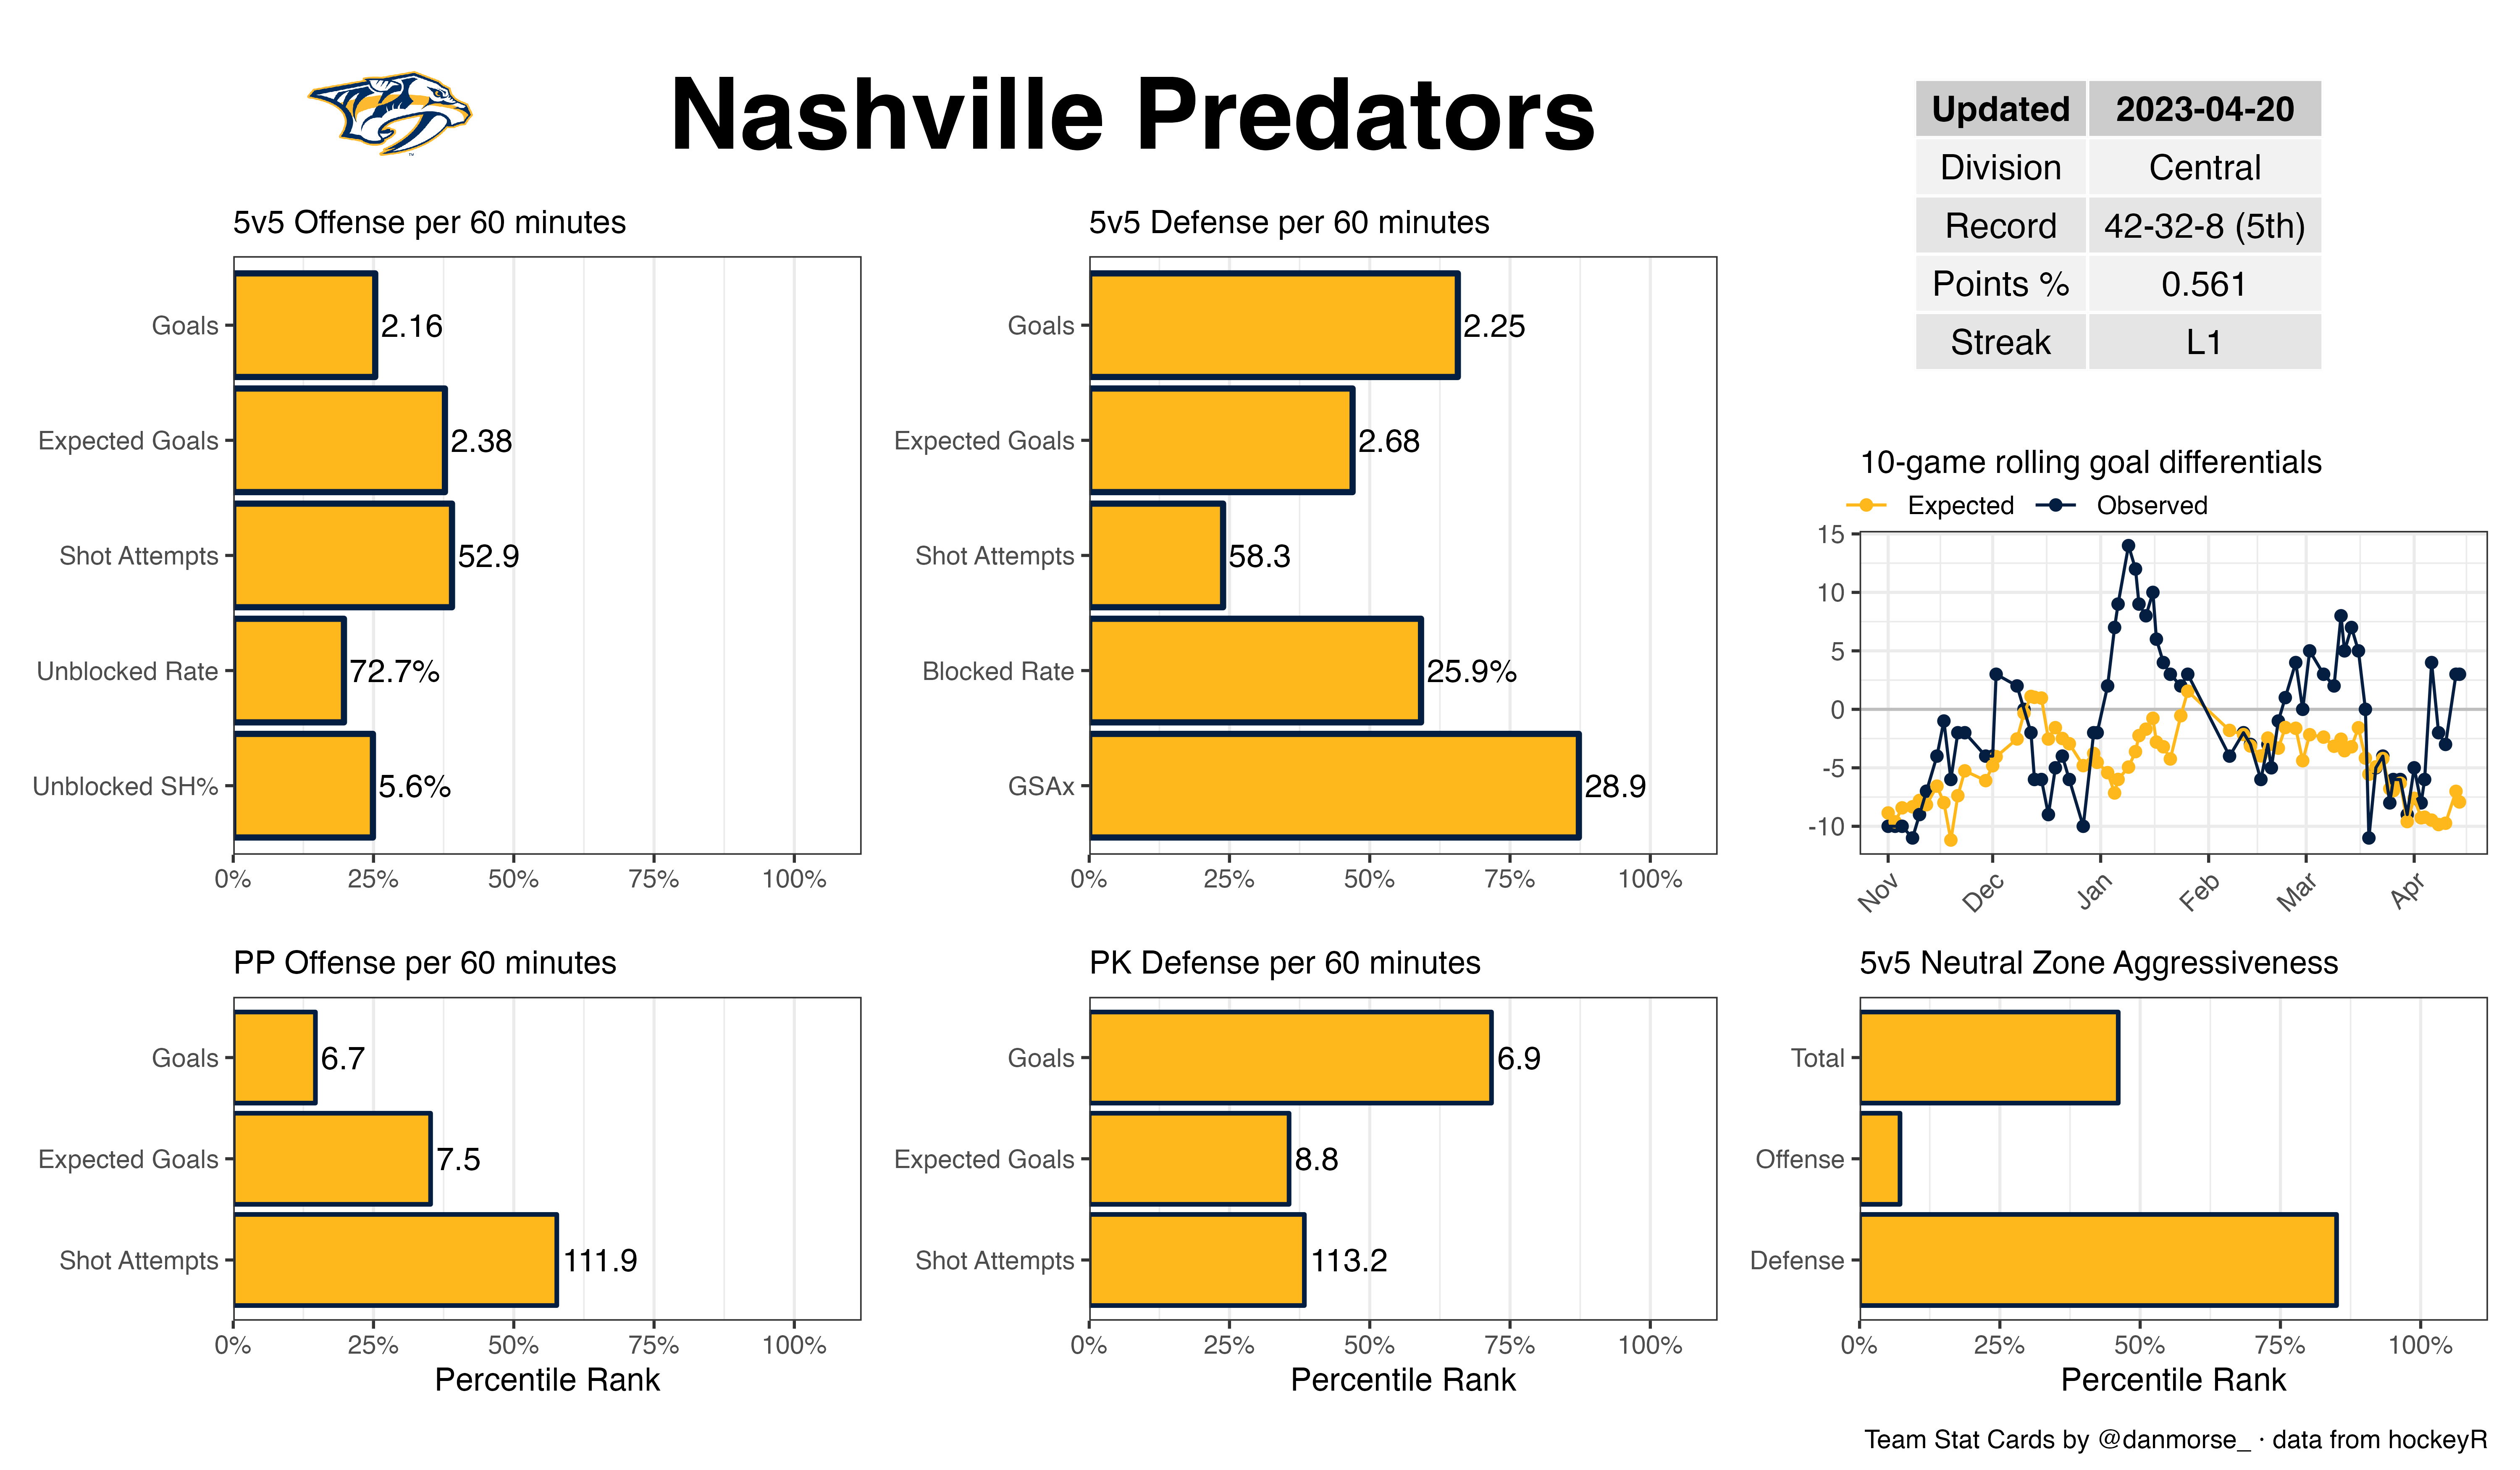 Nashville Predators
Updated 2023-04-20
Division Central
Record 42-32-8 (5th)
Points % 0.561
Streak L1
5v5 Offense per 60 minutes
Goals 2.16
Expected Goals 2.38
Shot Attempts 52.9
Unblocked Rate 72.7%
Unblocked SH% 5.6%
0% 25% 50% 75% 100%
5v5 Defense per 60 minutes
Goals 2.25
Expected Goals 2.68
Shot Attempts 58.3
Blocked Rate 25.9%
GSAx 28.9
0% 25% 50% 75% 100%
10-game rolling goal differentials
Expected Observed
15
10
5
0
-5
-10
Nov Dec Jan Feb Mar Apr
PP Offense per 60 minutes
Goals 6.7
Expected Goals 7.5
Shot Attempts 111.9
0% 25% 50% 75% 100%
Percentile Rank
PK Defense per 60 minutes
Goals 6.9
Expected Goals 8.8
Shot Attempts 113.2
0% 25% 50% 75% 100%
Percentile Rank
5v5 Neutral Zone Aggressiveness
Total
Offense
Defense
0% 25% 50% 75% 100%
Percentile Rank
Team Stat Cards by @danmorse_ · data from hockeyR